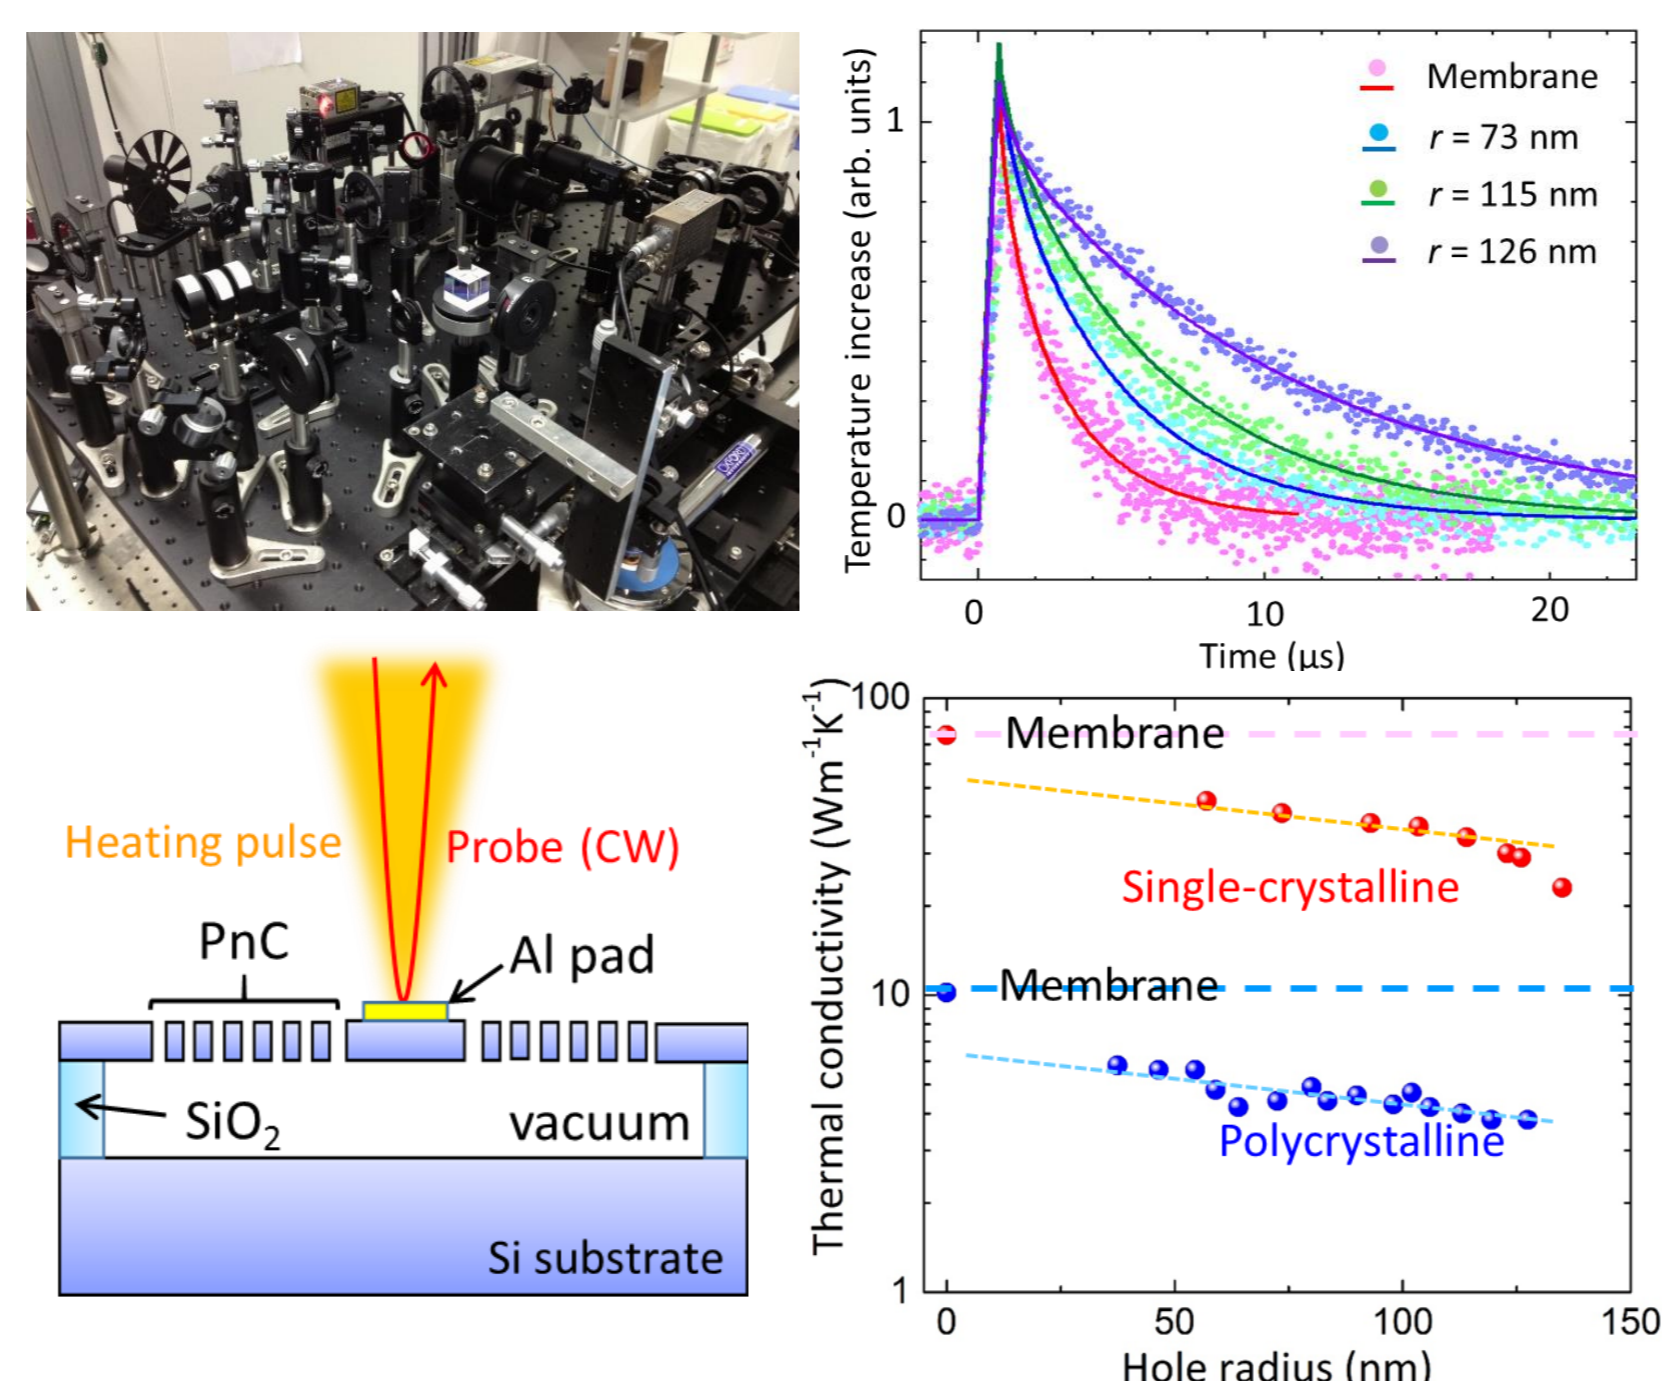 Temperature increase (arb. units)
1
0
Membrane
r = 73 nm
r = 115 nm
r = 126 nm
0
10
20
Time (μs)
Heating pulse
Probe (CW)
PnC
Al pad
SiO₂
vacuum
Si substrate
Thermal conductivity (Wm⁻¹K⁻¹)
100
10
1
Membrane
Single-crystalline
Membrane
Polycrystalline
0
50
100
150
Hole radius (nm)